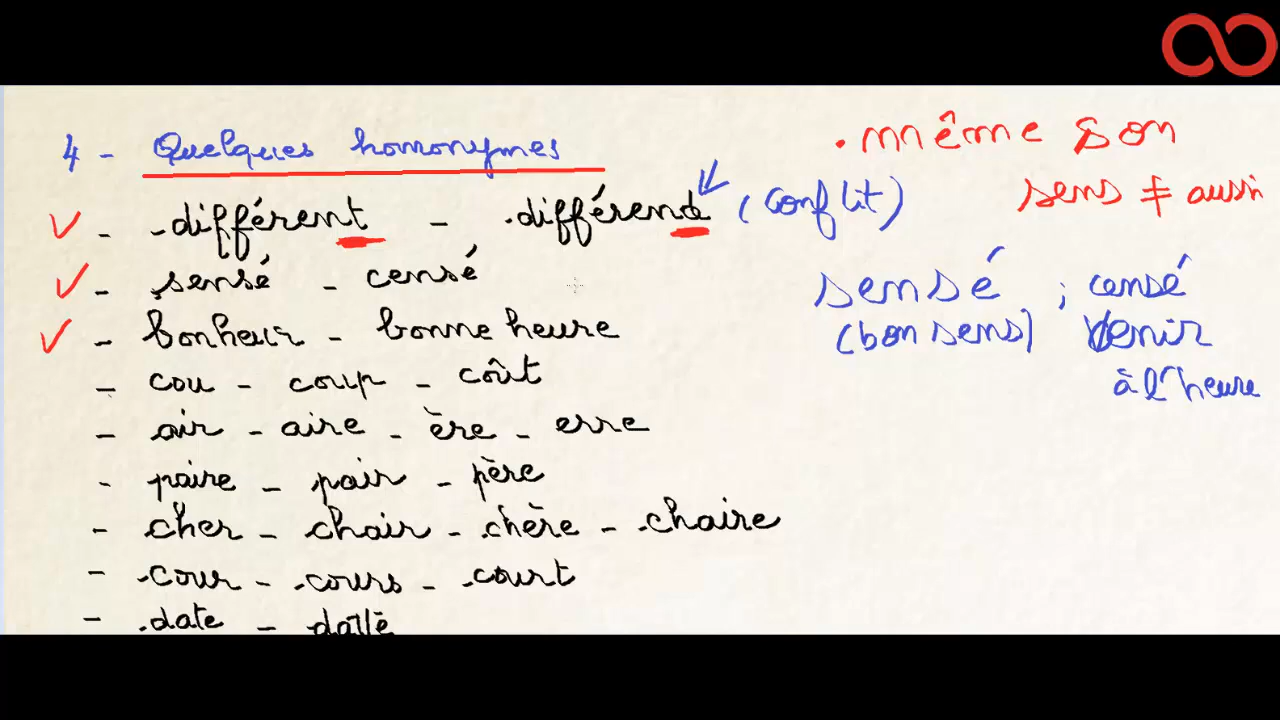 4 - Quelques homonymes
- différent - différend (conflit)
- sensé - censé
- bonheur - bonne heure
- cou - coup - coût
- air - aire - ère - erre
- paire - pair - père
- cher - chair - chère - chaire
- cour - cours - court
- date - datte
. même son
sens ≠ aussi
sensé ; censé
(bon sens) venir
à l'heure